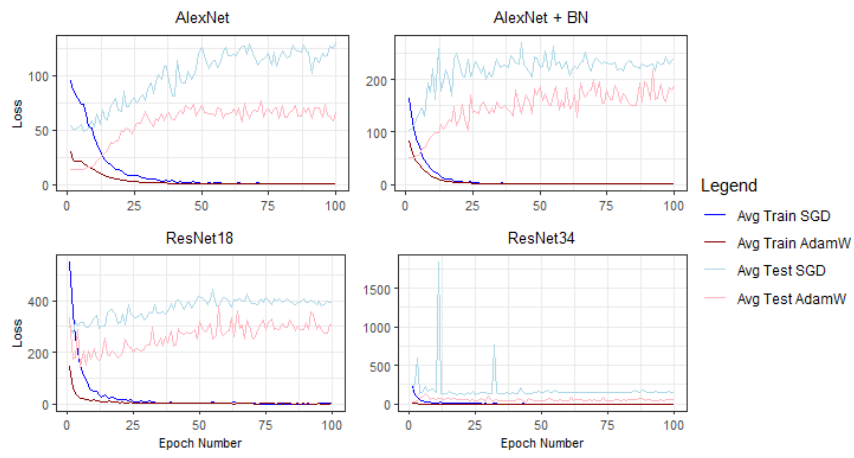 AlexNet
AlexNet + BN
Loss
100
50
0
0 25 50 75 100
200
100
0
0 25 50 75 100
ResNet18
ResNet34
Loss
400
200
0
0 25 50 75 100
Epoch Number
1500
1000
500
0
0 25 50 75 100
Epoch Number
Legend
Avg Train SGD
Avg Train AdamW
Avg Test SGD
Avg Test AdamW